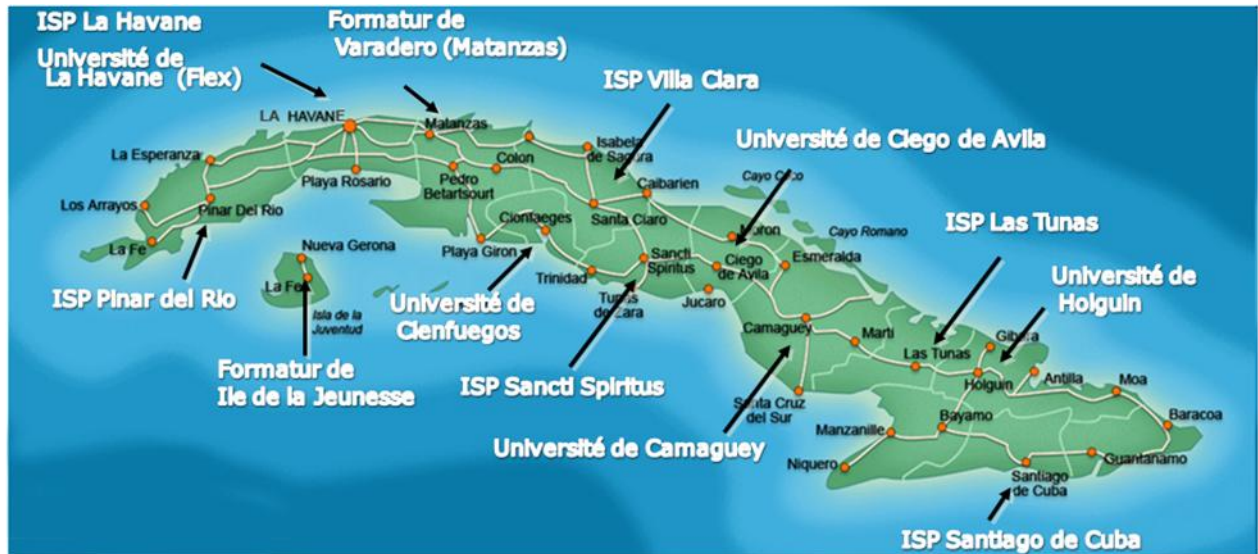 ISP La Havane
Université de
La Havane (Flex)
Formatur de
Varadero (Matanzas)
ISP Villa Clara
Université de Ciego de Avila
ISP Las Tunas
Université de
Holguin
LA HAVANE
Matanzas
Isabela
de Sagura
La Esperanza
Colon
Playa Rosario
Pedro
Betartsourt
Caibarien
Cayo Coco
Los Arrayos
Pinar Del Rio
Cionfaeges
Santa Claro
Moron
Cayo Romano
La Fe
Nueva Gerona
Playa Giron
Sancti
Spiritus
Ciego
de Avila
Esmeralda
La Fe
Trinidad
Tunas
de Zara
Jucaro
ISP Pinar del Rio
Isla de la
Juventud
Université de
Cienfuegos
Camaguey
Marti
Gibara
Las Tunas
Formatur de
Ile de la Jeunesse
ISP Sancti Spiritus
Holguin
Antilla
Moa
Santa Cruz
del Sur
Baracoa
Manzanille
Bayamo
Université de Camaguey
Niquero
Guantanamo
Santiago
de Cuba
ISP Santiago de Cuba